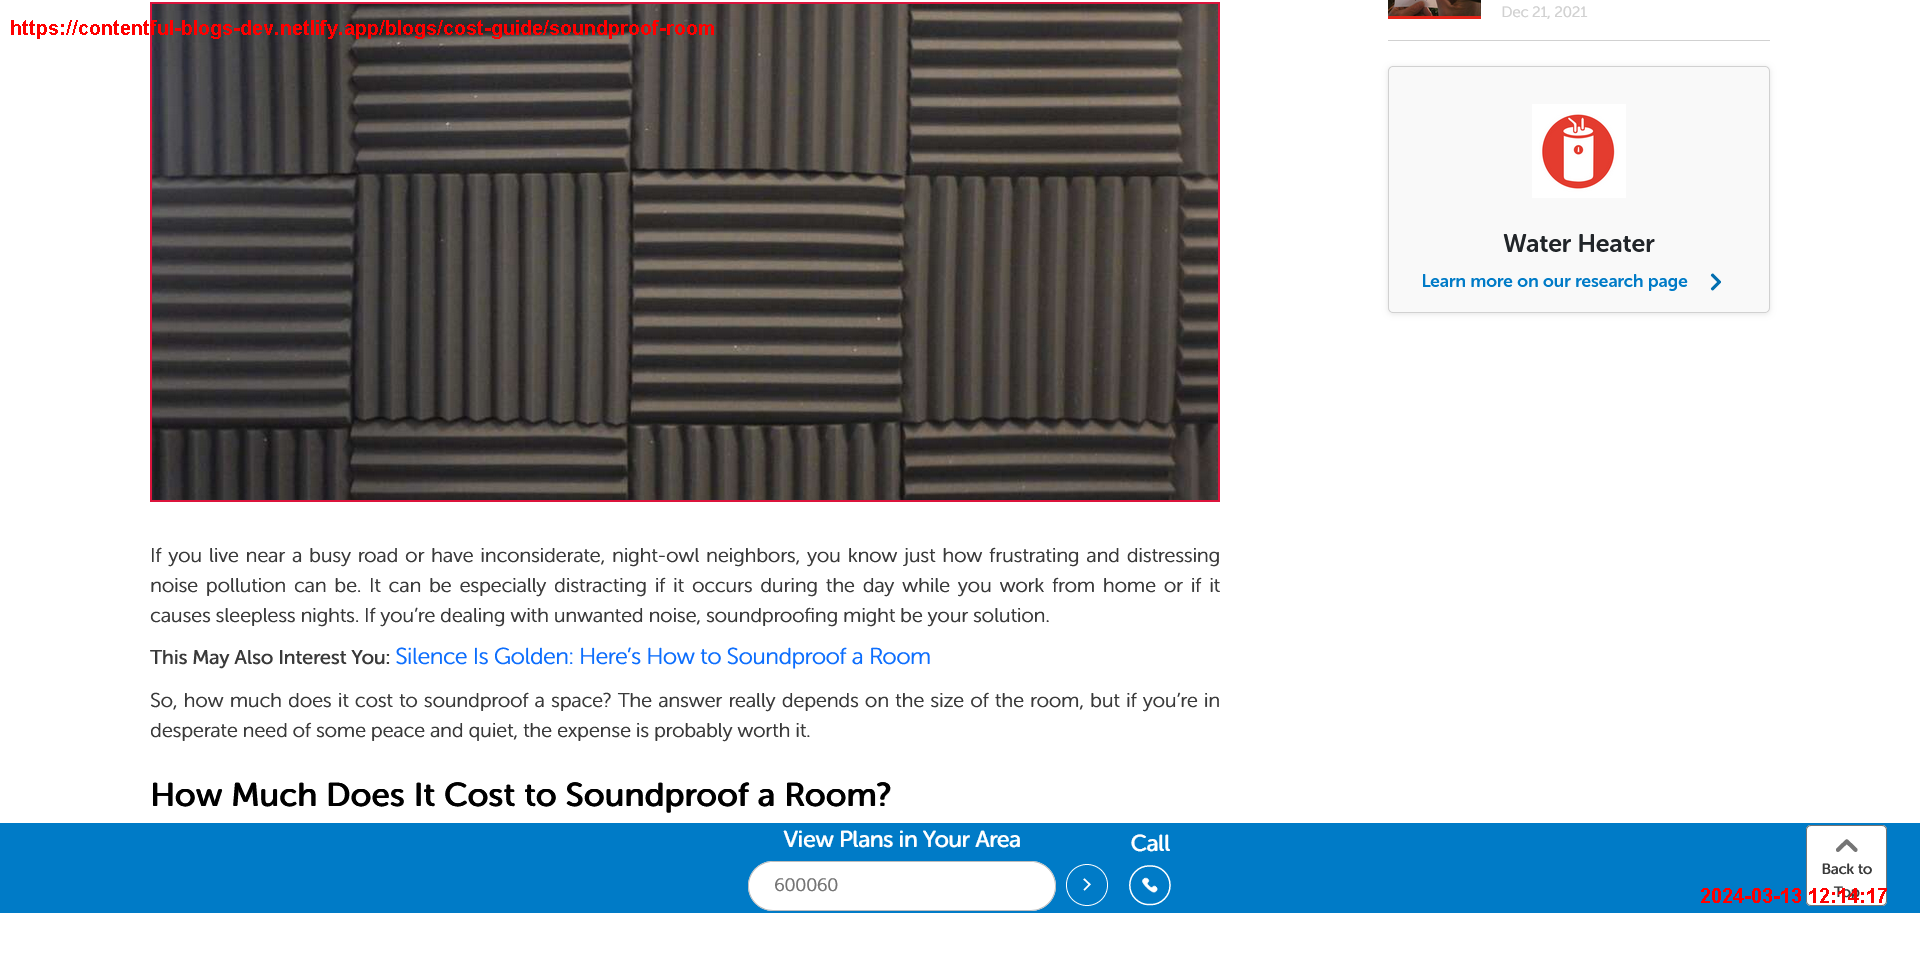 https://contentful-blogs-dev.netlify.app/blogs/cost-guide/soundproof-room
Dec 21, 2021
Water Heater
Learn more on our research page
If you live near a busy road or have inconsiderate, night-owl neighbors, you know just how frustrating and distressing
noise pollution can be. It can be especially distracting if it occurs during the day while you work from home or if it
causes sleepless nights. If you’re dealing with unwanted noise, soundproofing might be your solution.
This May Also Interest You: Silence Is Golden: Here’s How to Soundproof a Room
So, how much does it cost to soundproof a space? The answer really depends on the size of the room, but if you’re in
desperate need of some peace and quiet, the expense is probably worth it.
How Much Does It Cost to Soundproof a Room?
View Plans in Your Area
600060
Call
Back to
Top
2024-03-13 12:14:17